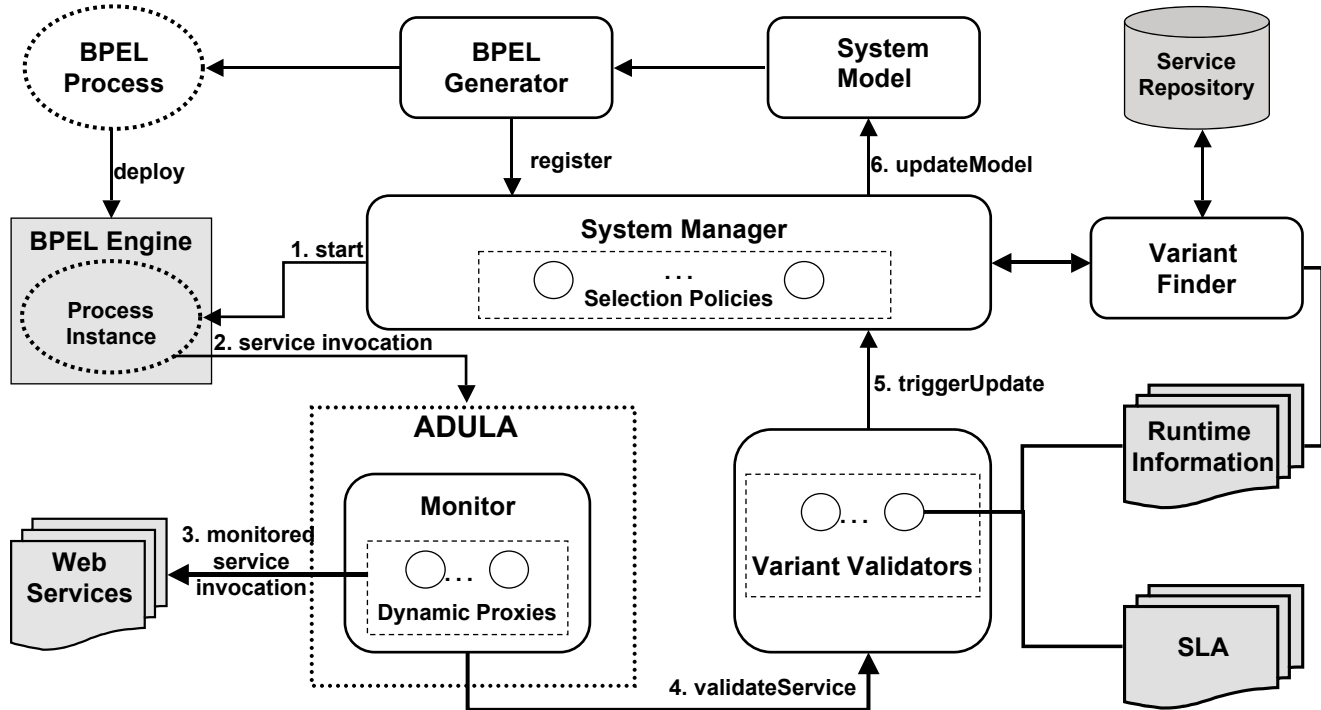 BPEL
Process
BPEL
Generator
System
Model
Service
Repository
deploy
register
6. updateModel
BPEL Engine
1. start
System Manager
...
Selection Policies
Variant
Finder
Process
Instance
2. service invocation
5. triggerUpdate
ADULA
Runtime
Information
Monitor
...
Dynamic Proxies
...
Variant Validators
3. monitored
service
invocation
Web
Services
SLA
4. validateService